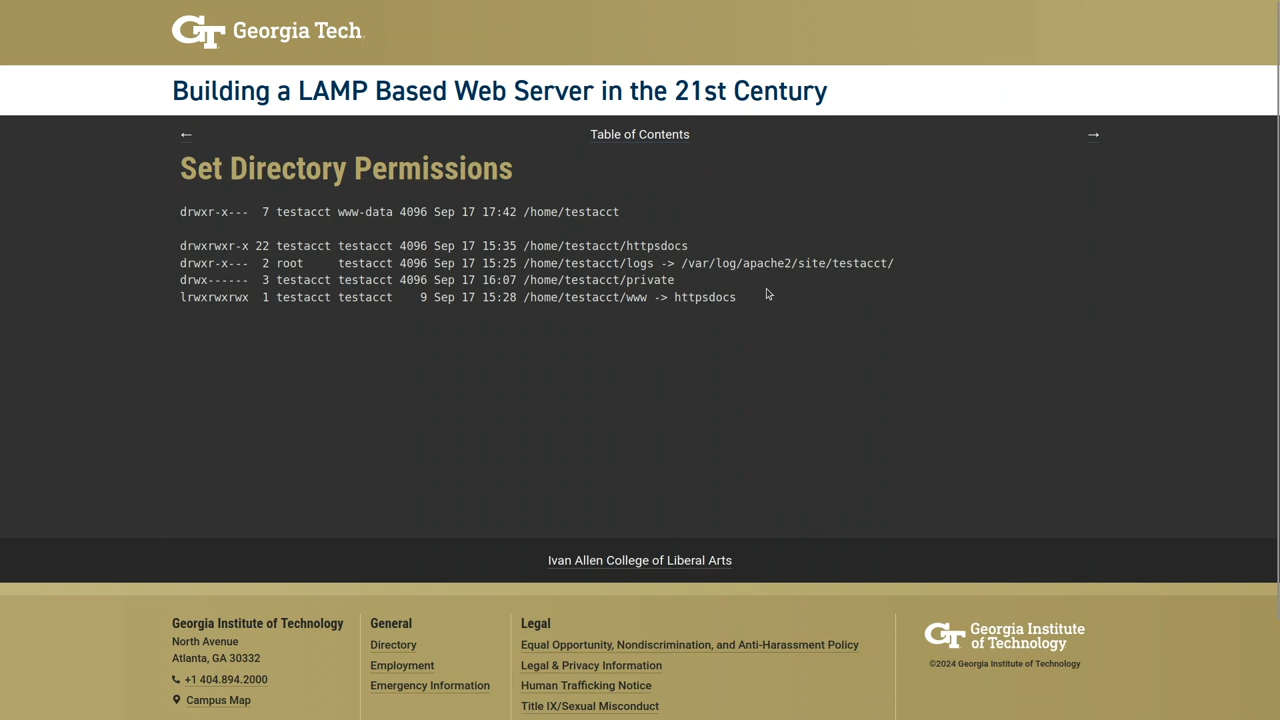 Georgia Tech.
Building a LAMP Based Web Server in the 21st Century
← Table of Contents →
Set Directory Permissions
drwxr-x---  7 testacct www-data 4096 Sep 17 17:42 /home/testacct
drwxrwxr-x 22 testacct testacct 4096 Sep 17 15:35 /home/testacct/httpsdocs
drwxr-x---  2 root     testacct 4096 Sep 17 15:25 /home/testacct/logs -> /var/log/apache2/site/testacct/
drwx------  3 testacct testacct 4096 Sep 17 16:07 /home/testacct/private
lrwxrwxrwx  1 testacct testacct    9 Sep 17 15:28 /home/testacct/www -> httpsdocs
Ivan Allen College of Liberal Arts
Georgia Institute of Technology
North Avenue
Atlanta, GA 30332
+1 404.894.2000
Campus Map
General
Directory
Employment
Emergency Information
Legal
Equal Opportunity, Nondiscrimination, and Anti-Harassment Policy
Legal & Privacy Information
Human Trafficking Notice
Title IX/Sexual Misconduct
Georgia Institute
of Technology
©2024 Georgia Institute of Technology